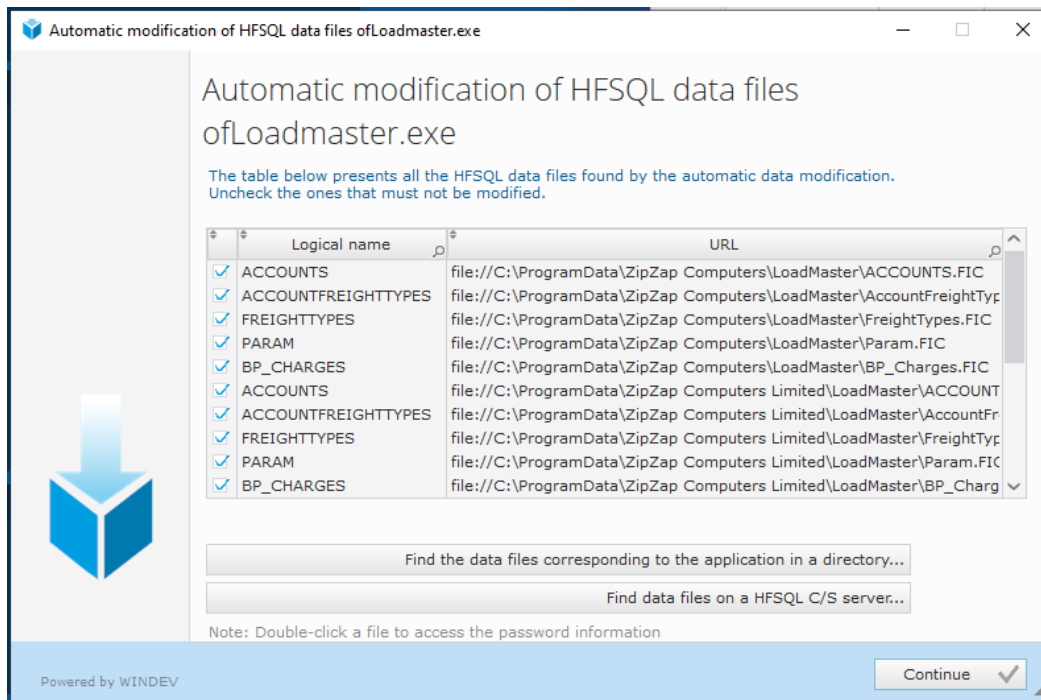 Automatic modification of HFSQL data files ofLoadmaster.exe
Automatic modification of HFSQL data files
ofLoadmaster.exe
The table below presents all the HFSQL data files found by the automatic data modification.
Uncheck the ones that must not be modified.
Logical name URL
ACCOUNTS file://C:\ProgramData\ZipZap Computers\LoadMaster\ACCOUNTS.FIC
ACCOUNTFREIGHTTYPES file://C:\ProgramData\ZipZap Computers\LoadMaster\AccountFreightTyp
FREIGHTTYPES file://C:\ProgramData\ZipZap Computers\LoadMaster\FreightTypes.FIC
PARAM file://C:\ProgramData\ZipZap Computers\LoadMaster\Param.FIC
BP_CHARGES file://C:\ProgramData\ZipZap Computers\LoadMaster\BP_Charges.FIC
ACCOUNTS file://C:\ProgramData\ZipZap Computers Limited\LoadMaster\ACCOUNT
ACCOUNTFREIGHTTYPES file://C:\ProgramData\ZipZap Computers Limited\LoadMaster\AccountFr
FREIGHTTYPES file://C:\ProgramData\ZipZap Computers Limited\LoadMaster\FreightTyp
PARAM file://C:\ProgramData\ZipZap Computers Limited\LoadMaster\Param.FIC
BP_CHARGES file://C:\ProgramData\ZipZap Computers Limited\LoadMaster\BP_Charg
Find the data files corresponding to the application in a directory...
Find data files on a HFSQL C/S server...
Note: Double-click a file to access the password information
Powered by WINDEV
Continue